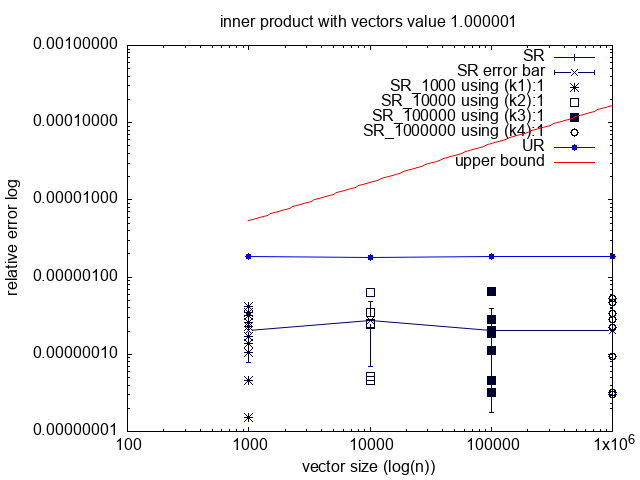 inner product with vectors value 1.000001
0.00100000
SR
SR error bar
SR_1000 using (k1):1
SR_10000 using (k2):1
0.00010000
SR_100000 using (k3):1
SR_1000000 using (k4):1
UR
upper bound
0.00001000
relative error log
0.00000100
0.00000010
0.00000001
100 1000 10000 100000 1x10⁶
vector size (log(n))